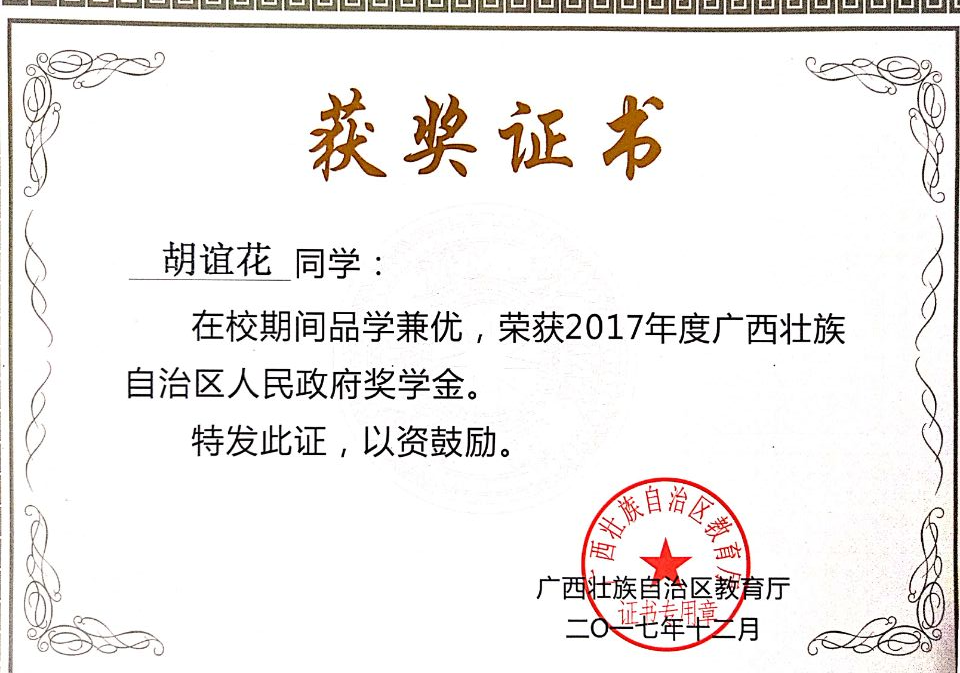 获奖证书
胡谊花 同学：
在校期间品学兼优，荣获2017年度广西壮族
自治区人民政府奖学金。
特发此证，以资鼓励。
广西壮族自治区教育厅
广西壮族自治区教育厅
证书专用章
二〇一七年十二月